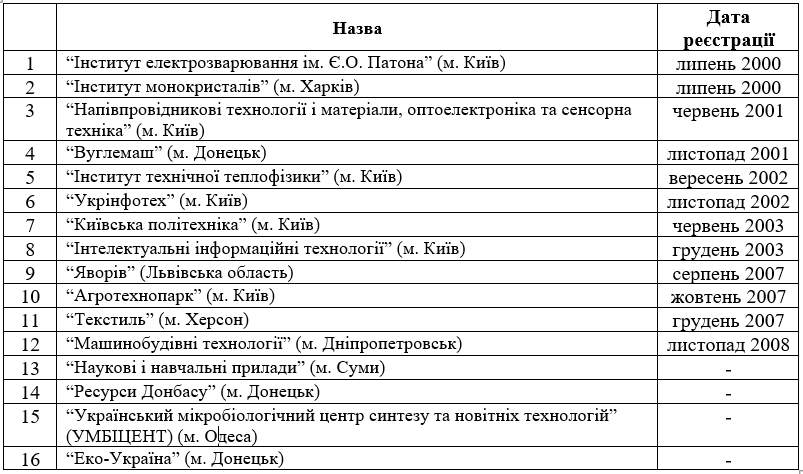 Назва
Дата
реєстрації
1 “Інститут електрозварювання ім. Є.О. Патона” (м. Київ) липень 2000
2 “Інститут монокристалів” (м. Харків) липень 2000
3 “Напівпровідникові технології і матеріали, оптоелектроніка та сенсорна червень 2001
техніка” (м. Київ)
4 “Вуглемаш” (м. Донецьк) листопад 2001
5 “Інститут технічної теплофізики” (м. Київ) вересень 2002
6 “Укрінфотех” (м. Київ) листопад 2002
7 “Київська політехніка” (м. Київ) червень 2003
8 “Інтелектуальні інформаційні технології” (м. Київ) грудень 2003
9 “Яворів” (Львівська область) серпень 2007
10 “Агротехнопарк” (м. Київ) жовтень 2007
11 “Текстиль” (м. Херсон) грудень 2007
12 “Машинобудівні технології” (м. Дніпропетровськ) листопад 2008
13 “Наукові і навчальні прилади” (м. Суми) -
14 “Ресурси Донбасу” (м. Донецьк) -
15 “Український мікробіологічний центр синтезу та новітніх технологій” -
(УМБІЦЕНТ) (м. Одеса)
16 “Еко-Україна” (м. Донецьк) -